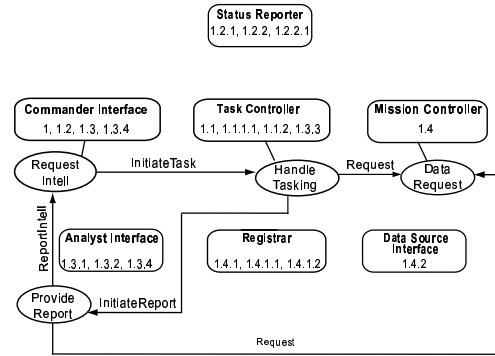 Status Reporter
1.2.1, 1.2.2, 1.2.2.1
Commander Interface
1, 1.2, 1.3, 1.3.4
Task Controller
1.1, 1.1.1.1, 1.1.2, 1.3.3
Mission Controller
1.4
Request
Intell
InitiateTask
Handle
Tasking
Request
Data
Request
ReportIntell
Analyst Interface
1.3.1, 1.3.2, 1.3.4
Registrar
1.4.1, 1.4.1.1, 1.4.1.2
Data Source
Interface
1.4.2
Provide
Report
InitiateReport
Request